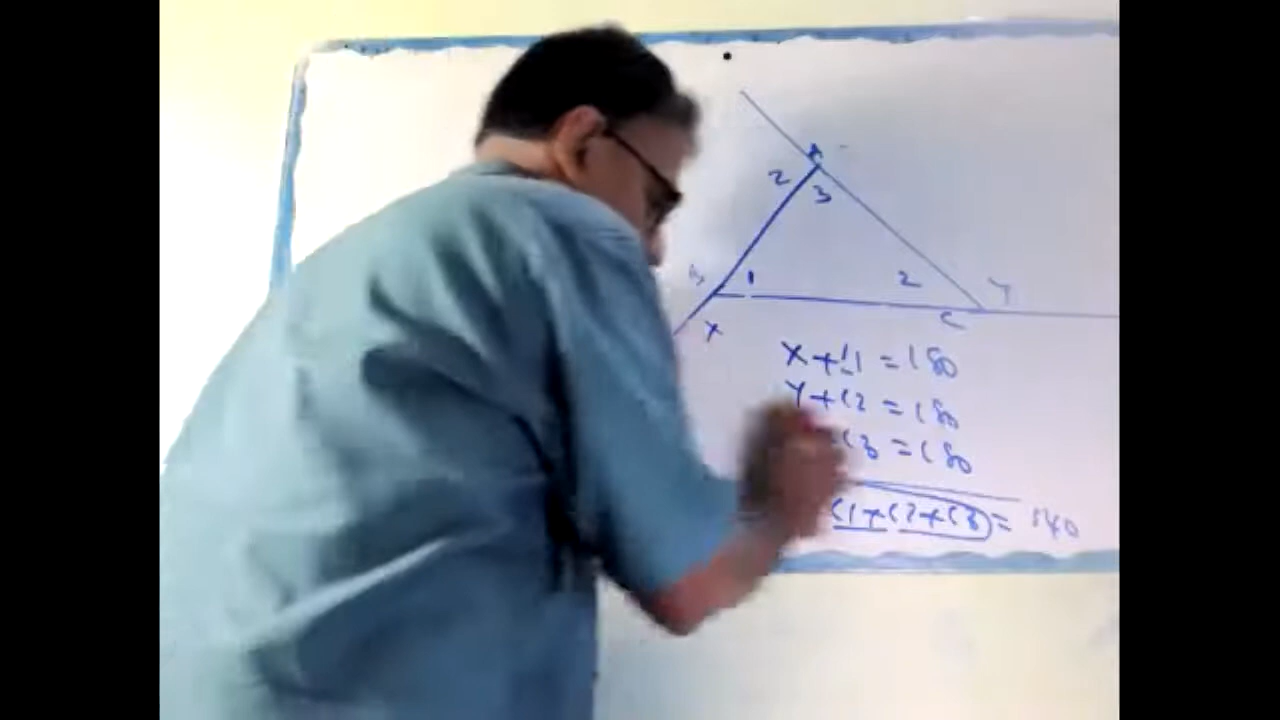 A
2
3
B
1
2
Y
C
X
X+∠1 = 180
Y+∠2 = 180
∠3 = 180
∠1+∠2+∠3) = 540